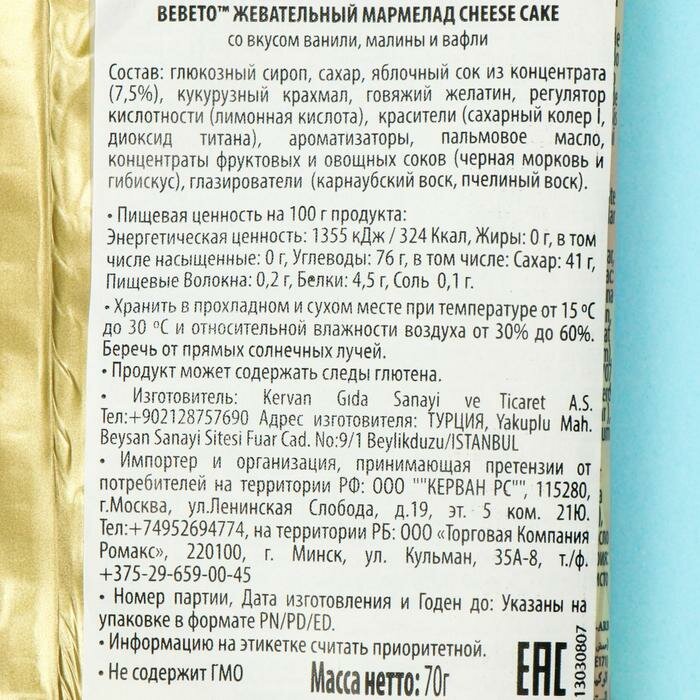 BEBETO™ ЖЕВАТЕЛЬНЫЙ МАРМЕЛАД CHEESE CAKE
со вкусом ванили, малины и вафли
Состав: глюкозный сироп, сахар, яблочный сок из концентрата
(7,5%), кукурузный крахмал, говяжий желатин, регулятор
кислотности (лимонная кислота), красители (сахарный колер I,
диоксид титана), ароматизаторы, пальмовое масло,
концентраты фруктовых и овощных соков (черная морковь и
гибискус), глазирователи (карнаубский воск, пчелиный воск).
• Пищевая ценность на 100 г продукта:
Энергетическая ценность: 1355 кДж / 324 Ккал, Жиры: 0 г, в том
числе насыщенные: 0 г, Углеводы: 76 г, в том числе: Сахар: 41 г,
Пищевые Волокна: 0,2 г, Белки: 4,5 г, Соль 0,1 г.
• Хранить в прохладном и сухом месте при температуре от 15 ºС
до 30 ºС и относительной влажности воздуха от 30% до 60%.
Беречь от прямых солнечных лучей.
• Продукт может содержать следы глютена.
• Изготовитель: Kervan Gıda Sanayi ve Ticaret A.S.
Тел:+902128757690 Адрес изготовителя: ТУРЦИЯ, Yakuplu Mah.
Beysan Sanayi Sitesi Fuar Cad. No:9/1 Beylikduzu/ISTANBUL
• Импортер и организация, принимающая претензии от
потребителей на территории РФ: ООО ""КЕРВАН РС"", 115280,
г.Москва, ул.Ленинская Слобода, д.19, эт. 5 ком. 21Ю.
Тел:+74952694774, на территории РБ: ООО «Торговая Компания
Ромакс», 220100, г. Минск, ул. Кульман, 35А-8, т./ф.
+375-29-659-00-45
• Номер партии, Дата изготовления и Годен до: Указаны на
упаковке в формате PN/PD/ED.
• Информацию на этикетке считать приоритетной.
• Не содержит ГМО
Масса нетто: 70г
EAC
13030807